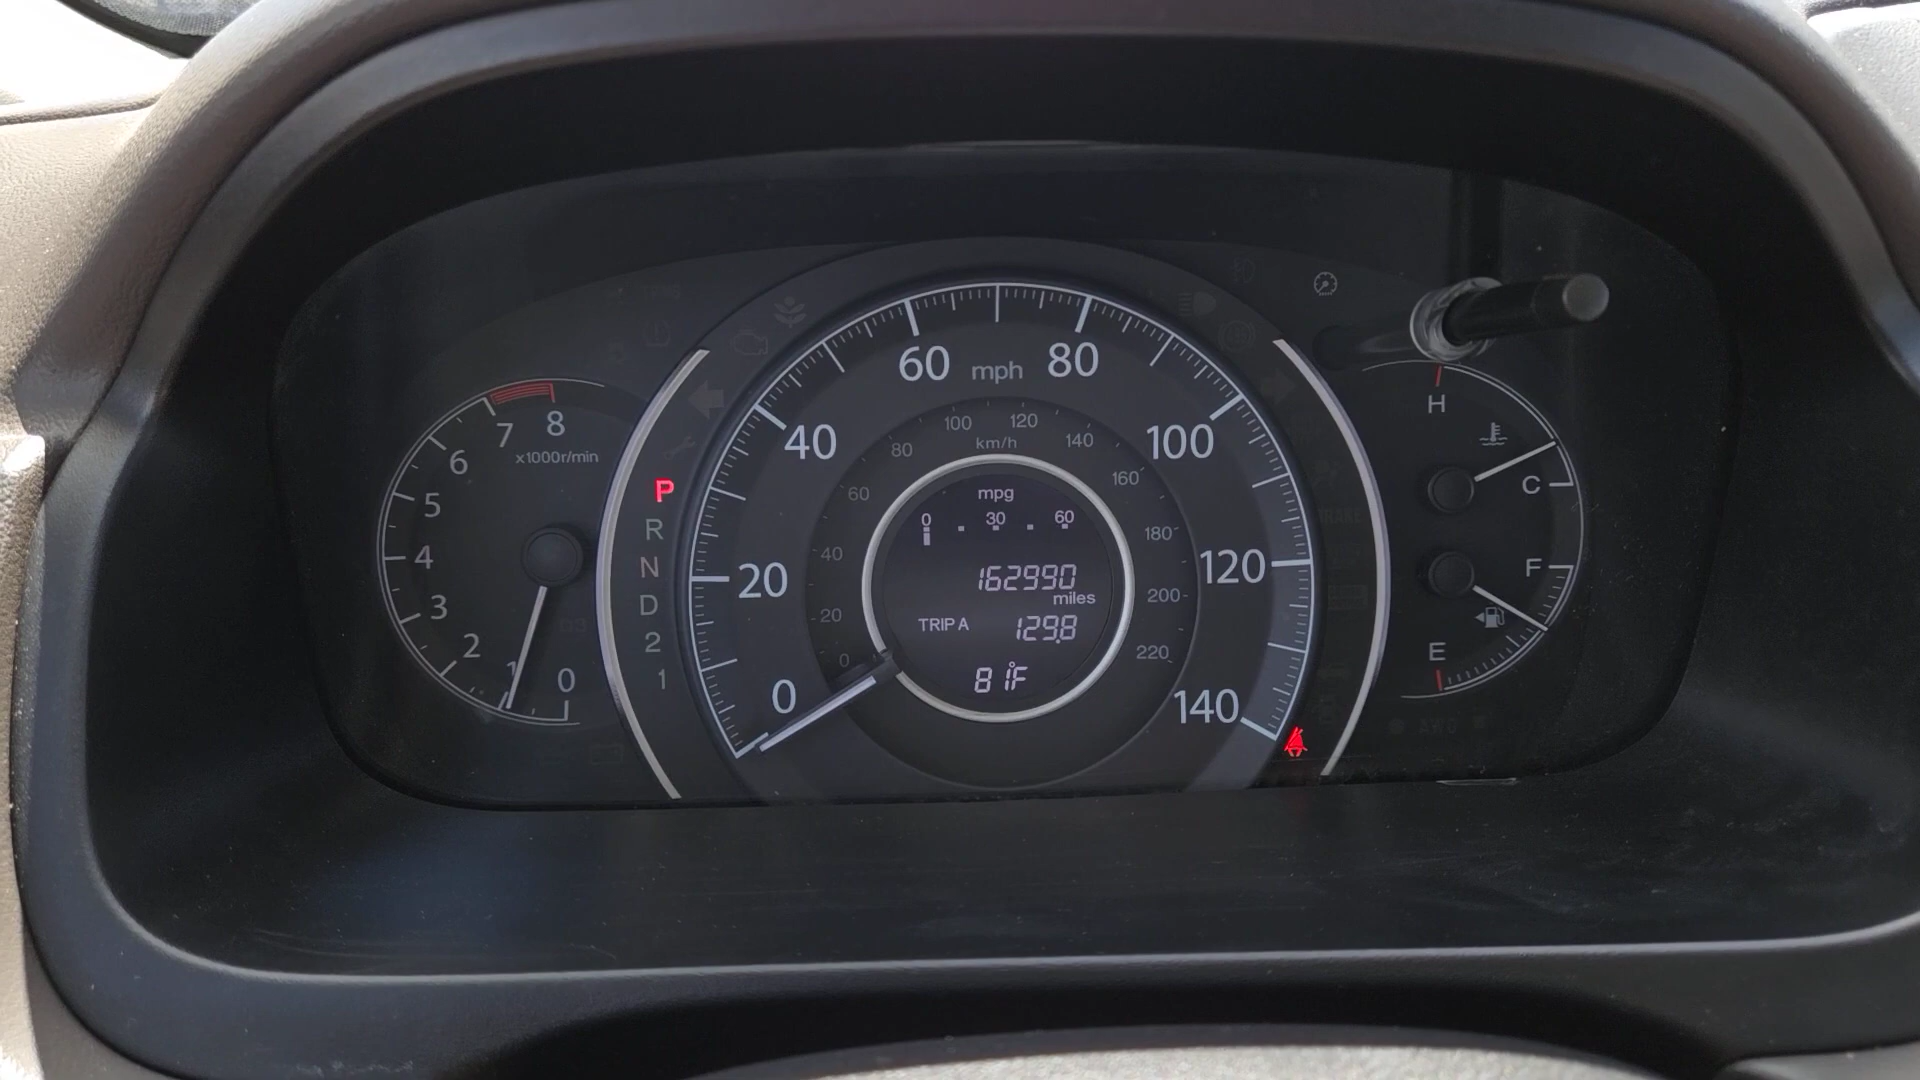 8
7
6
5
4
3
2
1
0
x1000r/min
P
R
N
D
2
1
0
20
40
60
mph
80
100
120
140
0
20
40
60
80
100
km/h
120
140
160
180
200
220
mpg
0 30 60
162990
miles
TRIP A 129.8
81°F
H
C
F
E